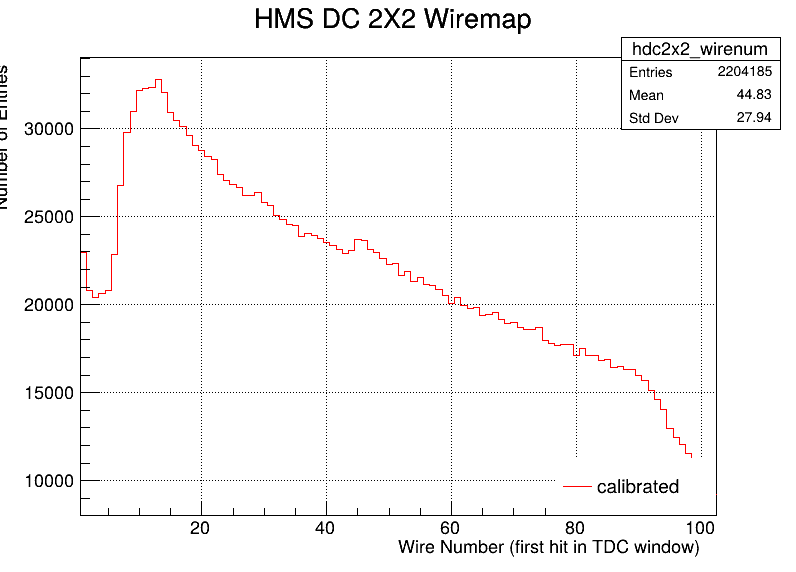 HMS DC 2X2 Wiremap
hdc2x2_wirenum
Entries 2204185
Mean 44.83
Std Dev 27.94
Number of Entries
30000
25000
20000
15000
10000
calibrated
20 40 60 80 100
Wire Number (first hit in TDC window)